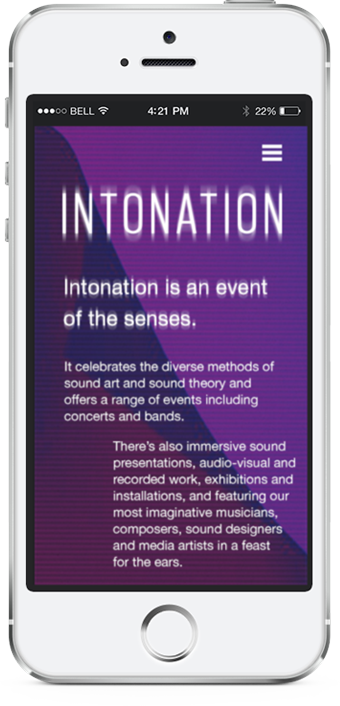 BELL 4:21 PM 22%
INTONATION
Intonation is an event
of the senses.
It celebrates the diverse methods of
sound art and sound theory and
offers a range of events including
concerts and bands.
There's also immersive sound
presentations, audio-visual and
recorded work, exhibitions and
installations, and featuring our
most imaginative musicians,
composers, sound designers
and media artists in a feast
for the ears.